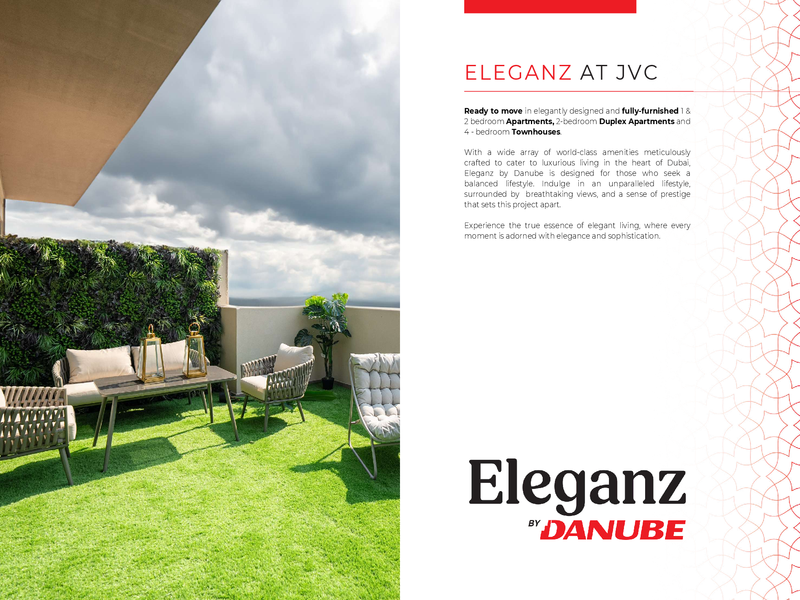 ELEGANZ AT JVC
Ready to move in elegantly designed and fully-furnished 1 &
2 bedroom Apartments, 2-bedroom Duplex Apartments and
4 - bedroom Townhouses.
With a wide array of world-class amenities meticulously
crafted to cater to luxurious living in the heart of Dubai,
Eleganz by Danube is designed for those who seek a
balanced lifestyle. Indulge in an unparalleled lifestyle,
surrounded by breathtaking views, and a sense of prestige
that sets this project apart.
Experience the true essence of elegant living, where every
moment is adorned with elegance and sophistication.
Eleganz
BY DANUBE